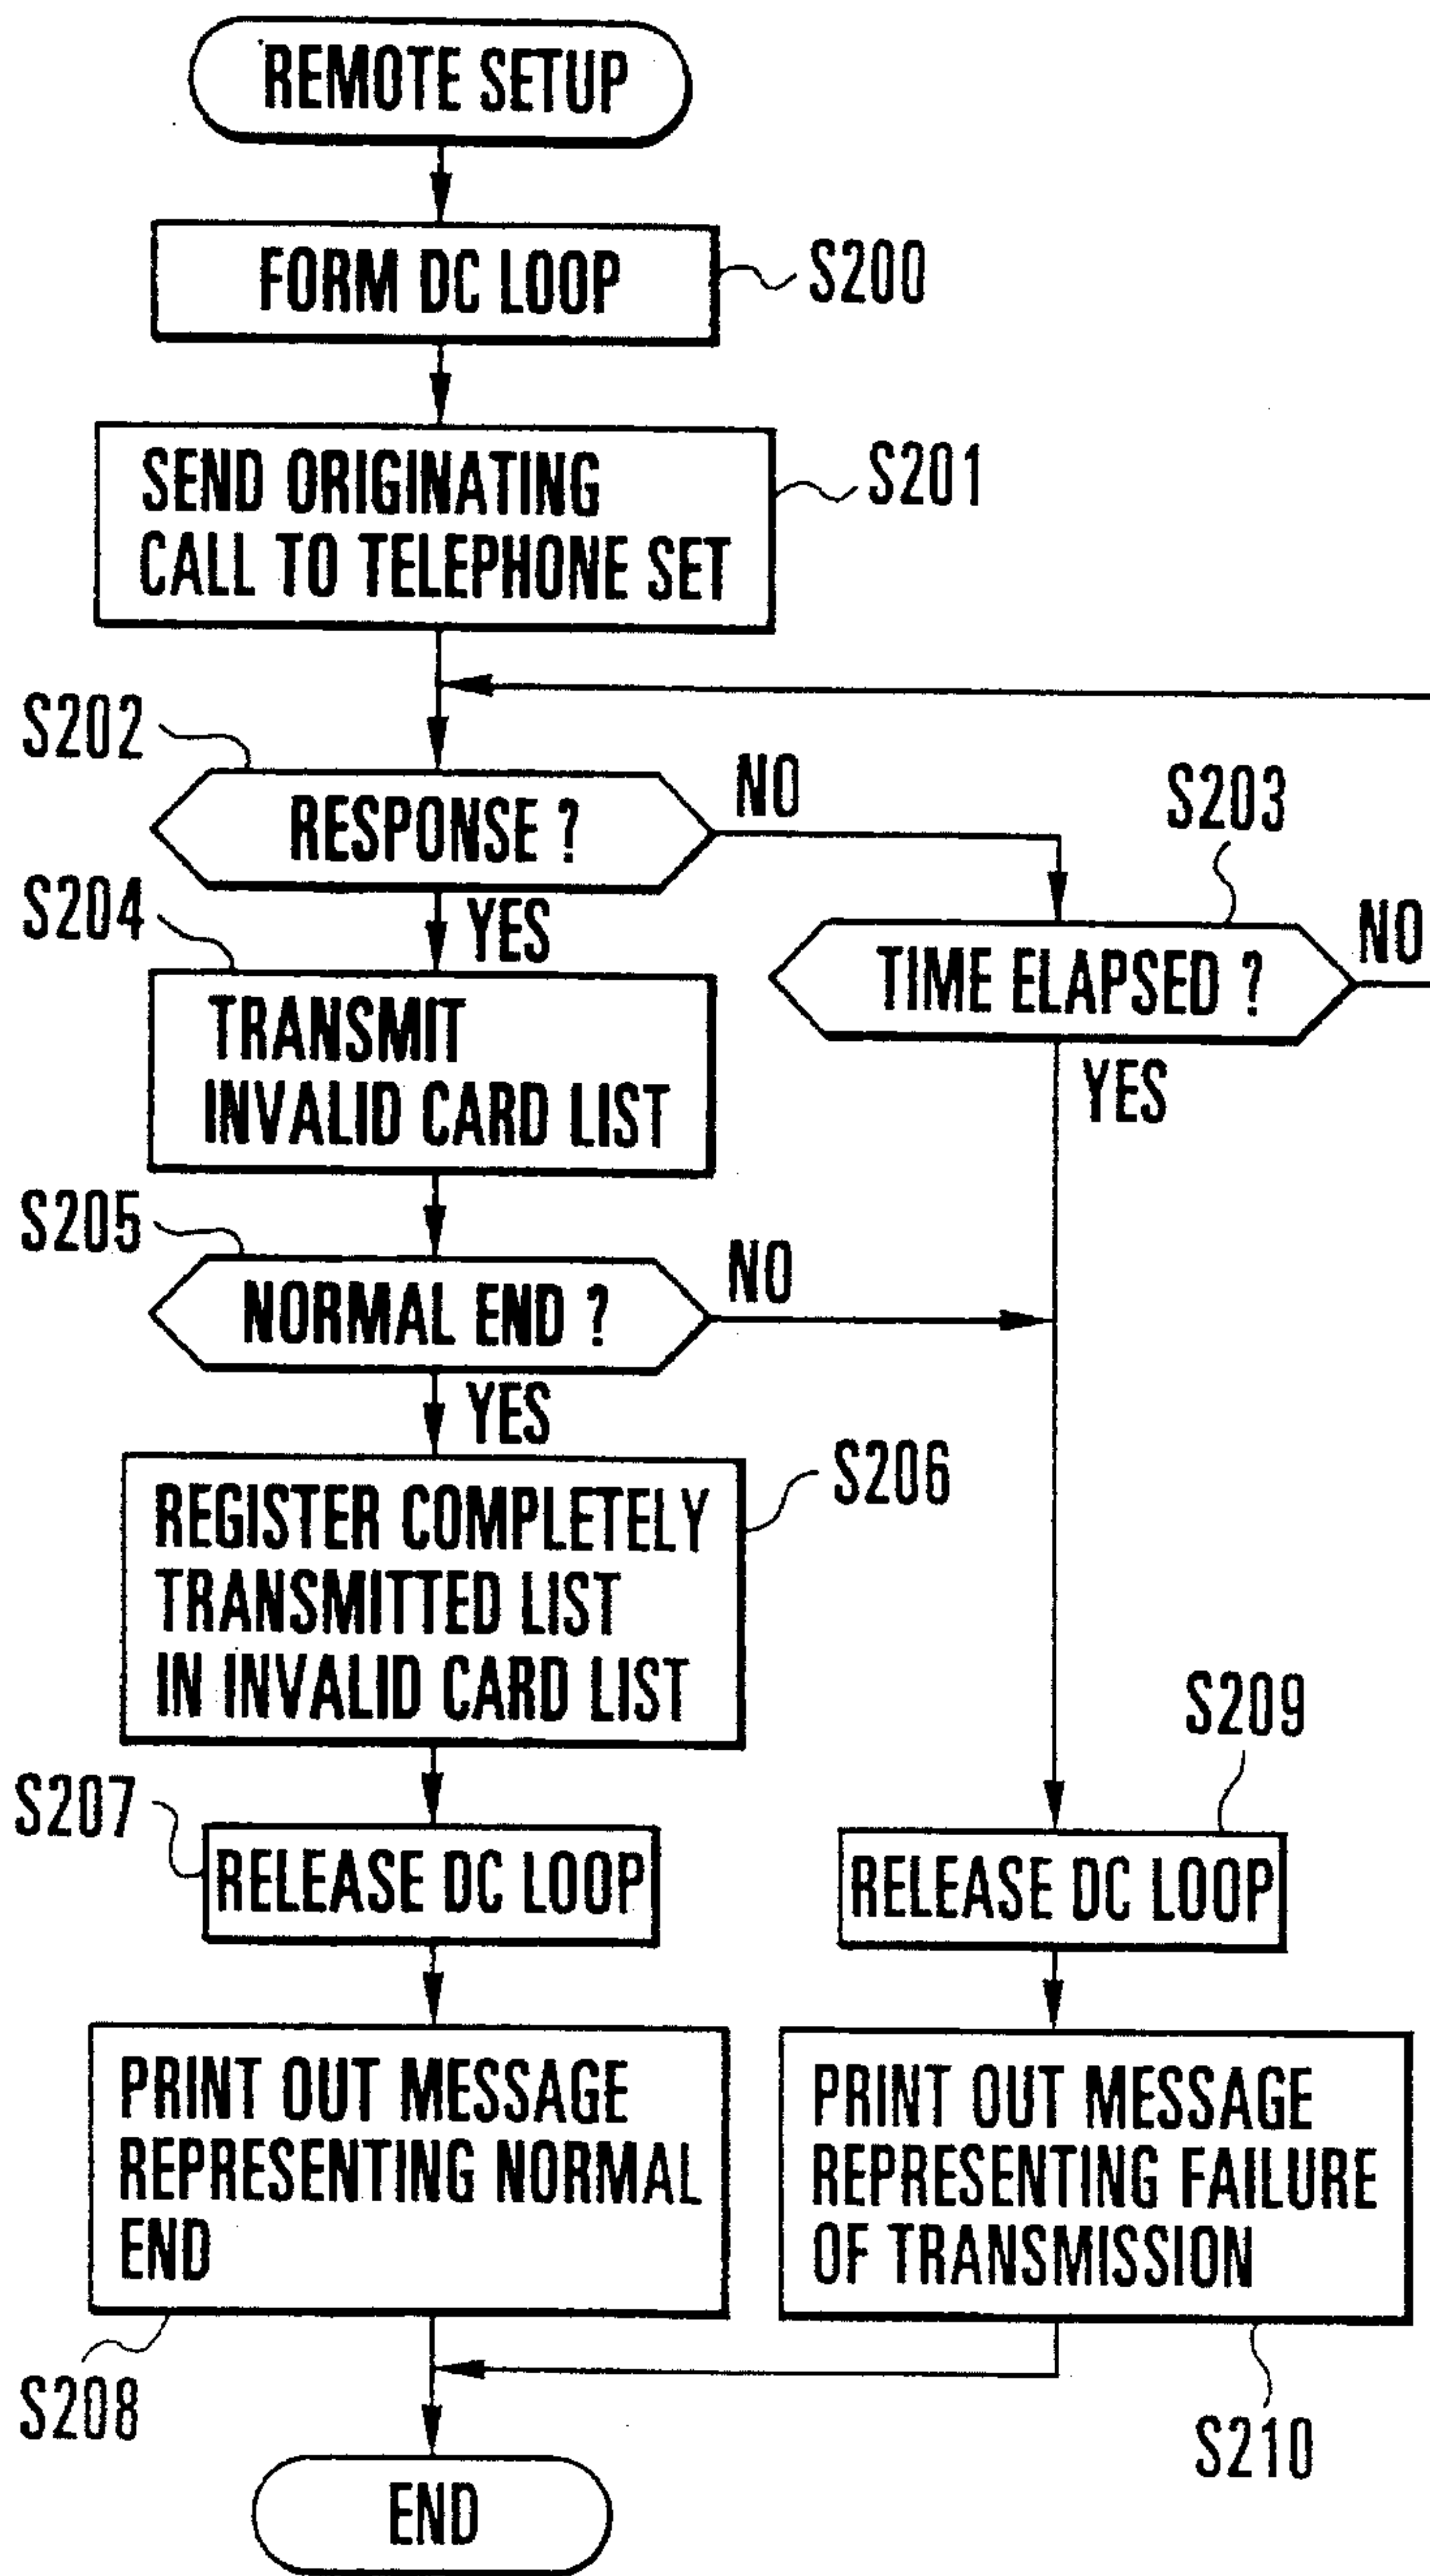 REMOTE SETUP
FORM DC LOOP
S200
SEND ORIGINATING
CALL TO TELEPHONE SET
S201
S202
RESPONSE ?
NO
YES
S203
TIME ELAPSED ?
NO
YES
S204
TRANSMIT
INVALID CARD LIST
S205
NORMAL END ?
NO
YES
S206
REGISTER COMPLETELY
TRANSMITTED LIST
IN INVALID CARD LIST
S207
RELEASE DC LOOP
S209
RELEASE DC LOOP
PRINT OUT MESSAGE
REPRESENTING NORMAL
END
S208
PRINT OUT MESSAGE
REPRESENTING FAILURE
OF TRANSMISSION
S210
END